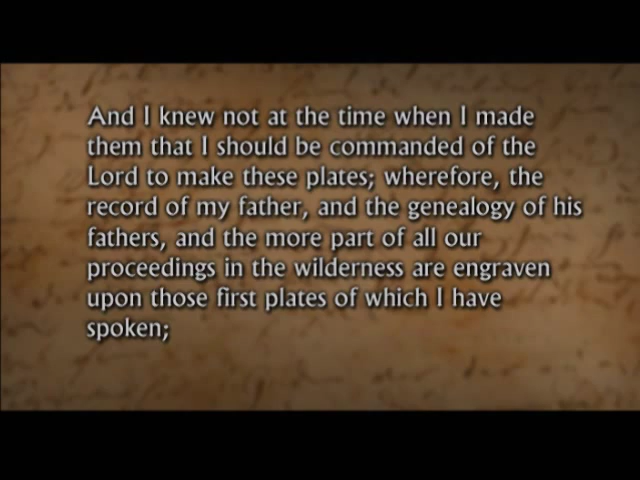 And I knew not at the time when I made
them that I should be commanded of the
Lord to make these plates; wherefore, the
record of my father, and the genealogy of his
fathers, and the more part of all our
proceedings in the wilderness are engraven
upon those first plates of which I have
spoken;